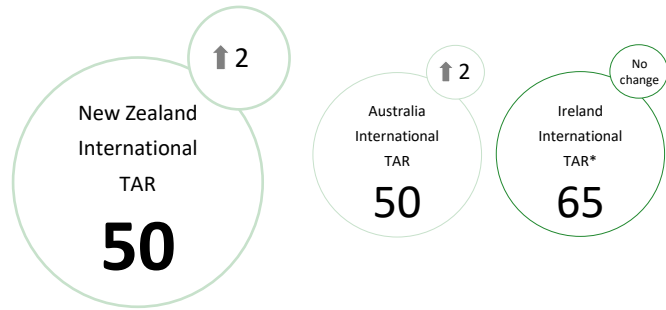 ⬆ 2
New Zealand
International
TAR
50
⬆ 2
Australia
International
TAR
50
No
change
Ireland
International
TAR*
65